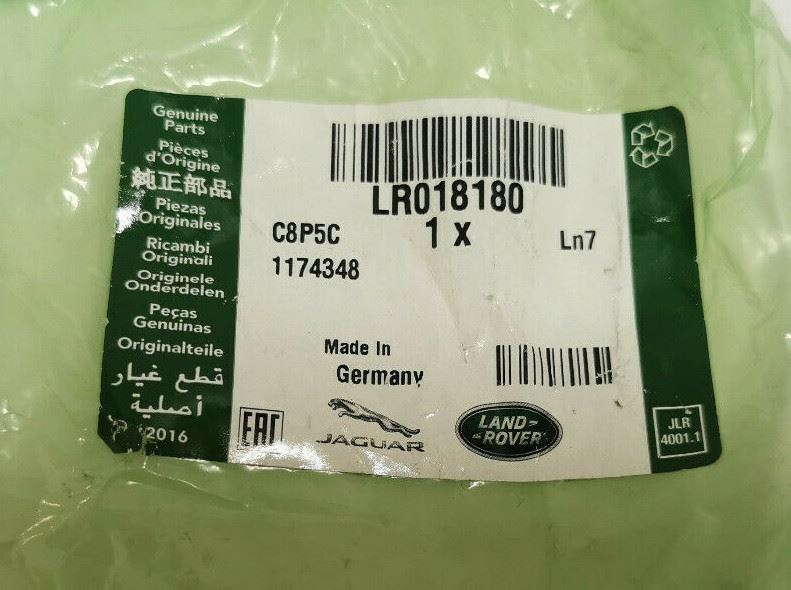 Genuine
Parts
Pièces
d'Origine
純正部品
Piezas
Originales
Ricambi
Originali
Originele
Onderdelen
Peças
Genuinas
Originalteile
قطع غيار
أصلية
2016
LR018180
1 X
C8P5C
Ln7
1174348
Made In
Germany
EAC
JAGUAR
LAND-
-ROVER
JLR
4001.1